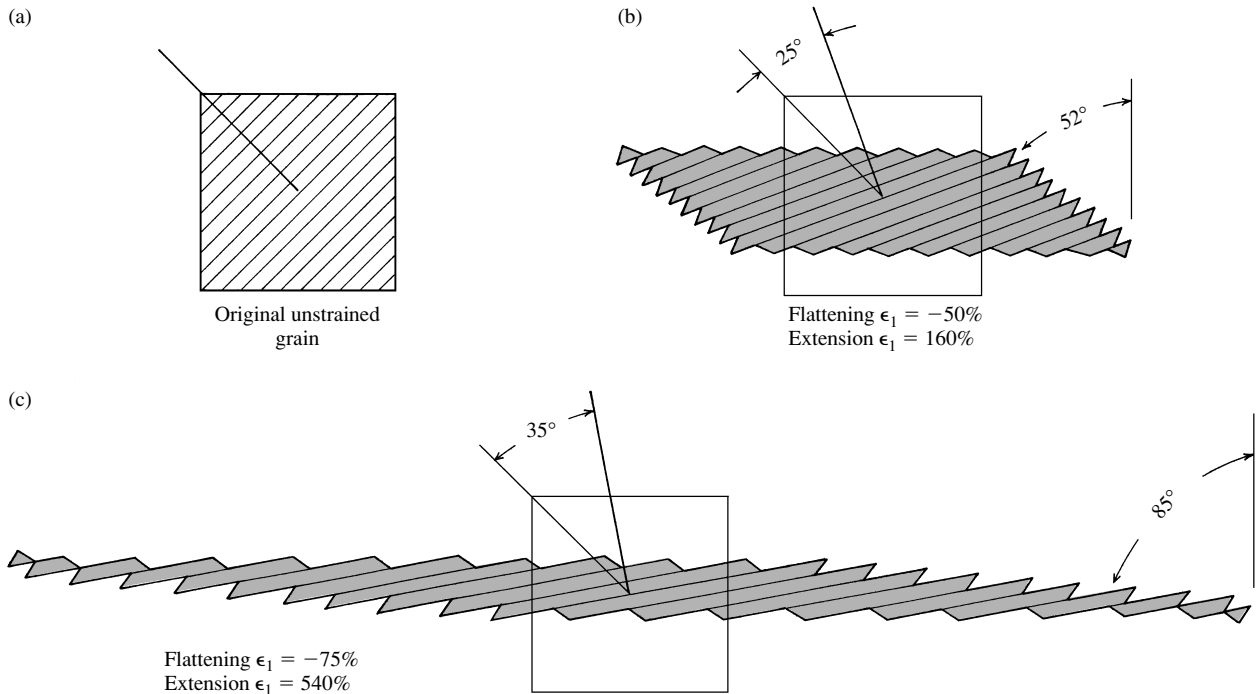 (a)
Original unstrained
grain
(b)
25°
52°
Flattening ϵ₁ = −50%
Extension ϵ₁ = 160%
(c)
35°
85°
Flattening ϵ₁ = −75%
Extension ϵ₁ = 540%